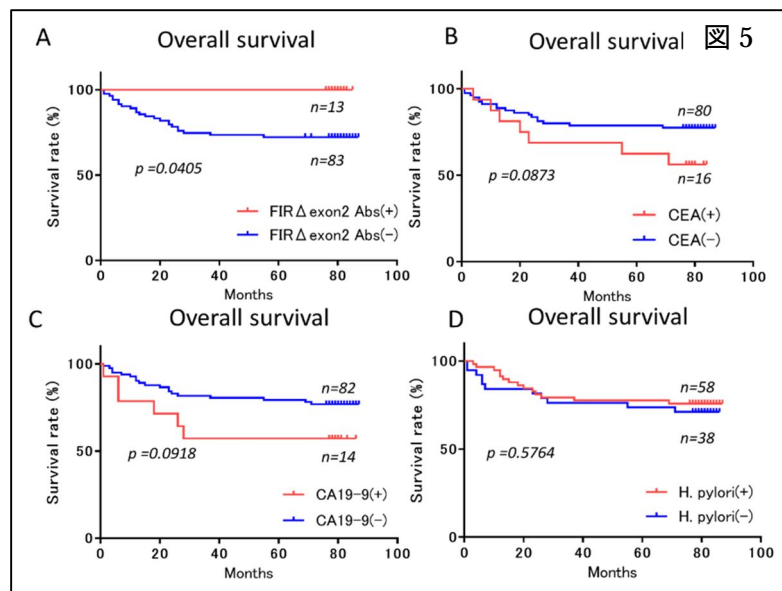 図 5
A
Overall survival
Survival rate (%)
100
50
0
n=13
n=83
p =0.0405
FIRΔexon2 Abs(+)
FIRΔexon2 Abs(-)
0 20 40 60 80 100
Months
B
Overall survival
Survival rate (%)
100
50
0
n=80
p =0.0873
n=16
CEA(+)
CEA(-)
0 20 40 60 80 100
Months
C
Overall survival
Survival rate (%)
100
50
0
n=82
p =0.0918
n=14
CA19-9(+)
CA19-9(-)
0 20 40 60 80 100
Months
D
Overall survival
Survival rate (%)
100
50
0
n=58
n=38
p =0.5764
H. pylori(+)
H. pylori(-)
0 20 40 60 80 100
Months